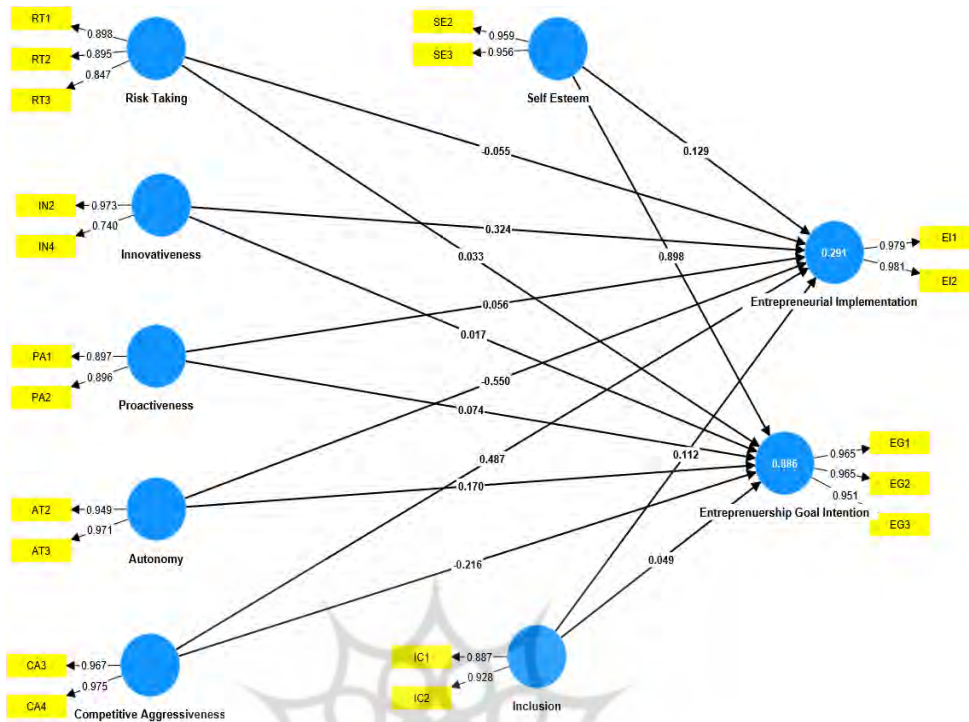 RT1
0.898
RT2
0.895
0.847
RT3
Risk Taking
SE2
0.959
SE3
0.956
Self Esteem
-0.055
0.129
IN2
0.973
0.740
IN4
Innovativeness
0.324
0.033
0.898
0.291
0.979
EI1
0.981
EI2
Entrepreneurial Implementation
0.056
0.017
PA1
0.897
0.896
PA2
Proactiveness
-0.550
0.074
0.112
0.487
0.170
0.886
EG1
0.965
0.965
EG2
0.951
EG3
Entreprenuership Goal Intention
AT2
0.949
0.971
AT3
Autonomy
-0.216
0.049
CA3
0.967
0.975
CA4
Competitive Aggressiveness
IC1
0.887
0.928
IC2
Inclusion